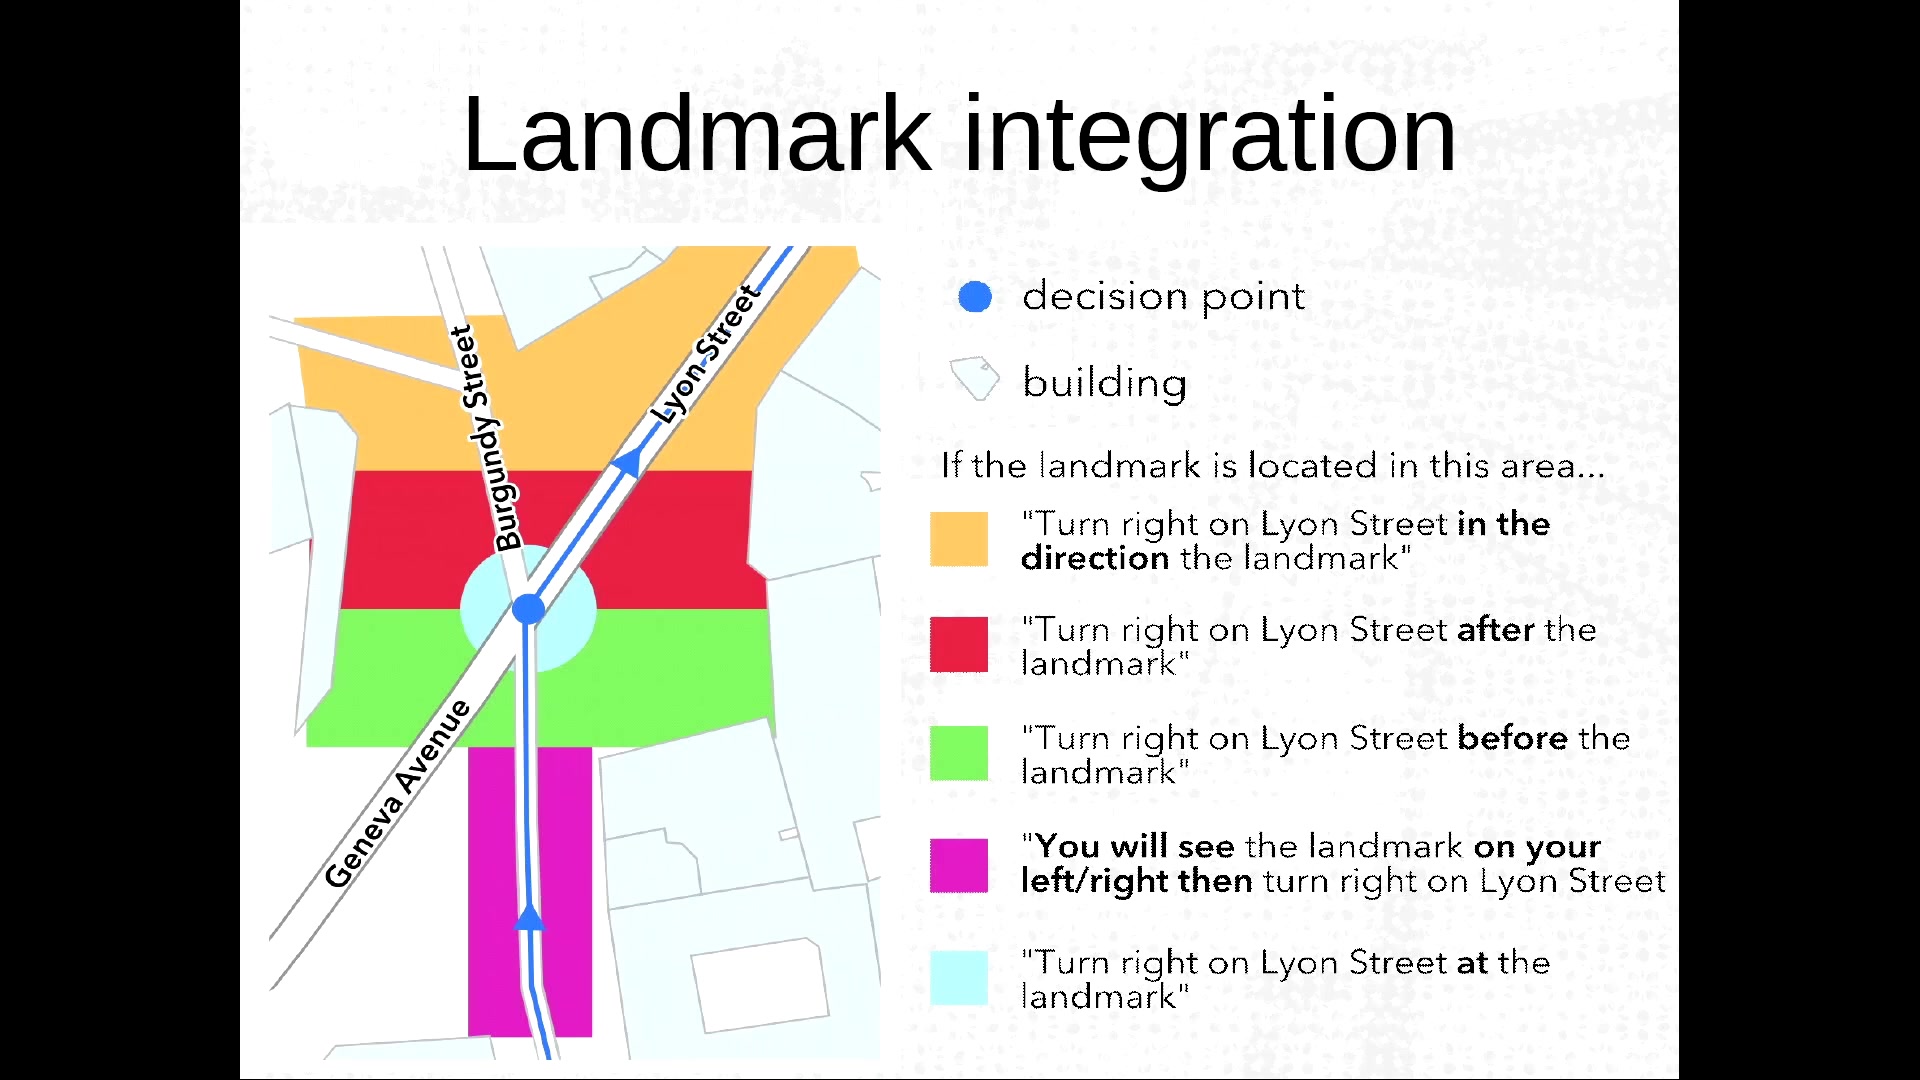 Landmark integration
Burgundy Street
Lyon Street
Geneva Avenue
decision point
building
If the landmark is located in this area...
"Turn right on Lyon Street in the
direction the landmark"
"Turn right on Lyon Street after the
landmark"
"Turn right on Lyon Street before the
landmark"
"You will see the landmark on your
left/right then turn right on Lyon Street
"Turn right on Lyon Street at the
landmark"